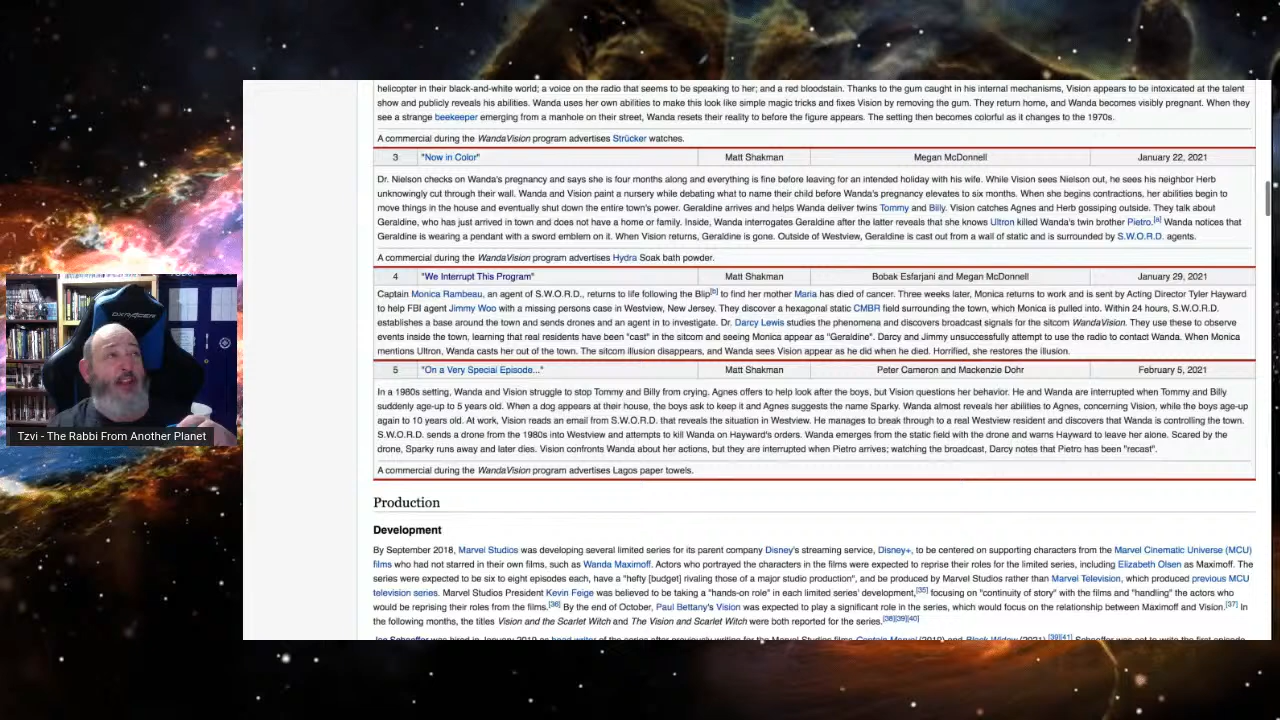 helicopter in their black-and-white world; a voice on the radio that seems to be speaking to her; and a red bloodstain. Thanks to the gum caught in his internal mechanisms, Vision appears to be intoxicated at the talent
show and publicly reveals his abilities. Wanda uses her own abilities to make this look like simple magic tricks and fixes Vision by removing the gum. They return home, and Wanda becomes visibly pregnant. When they
see a strange beekeeper emerging from a manhole on their street, Wanda resets their reality to before the figure appears. The setting then becomes colorful as it changes to the 1970s.
A commercial during the WandaVision program advertises Strücker watches.
3 "Now in Color" Matt Shakman Megan McDonnell January 22, 2021
Dr. Nielson checks on Wanda's pregnancy and says she is four months along and everything is fine before leaving for an intended holiday with his wife. While Vision sees Nielson out, he sees his neighbor Herb
unknowingly cut through their wall. Wanda and Vision paint a nursery while debating what to name their child before Wanda's pregnancy elevates to six months. When she begins contractions, her abilities begin to
move things in the house and eventually shut down the entire town's power. Geraldine arrives and helps Wanda deliver twins Tommy and Billy. Vision catches Agnes and Herb gossiping outside. They talk about
Geraldine, who has just arrived in town and does not have a home or family. Inside, Wanda interrogates Geraldine after the latter reveals that she knows Ultron killed Wanda's twin brother Pietro.[a] Wanda notices that
Geraldine is wearing a pendant with a sword emblem on it. When Vision returns, Geraldine is gone. Outside of Westview, Geraldine is cast out from a wall of static and is surrounded by S.W.O.R.D. agents.
A commercial during the WandaVision program advertises Hydra Soak bath powder.
4 "We Interrupt This Program" Matt Shakman Bobak Esfarjani and Megan McDonnell January 29, 2021
Captain Monica Rambeau, an agent of S.W.O.R.D., returns to life following the Blip[b] to find her mother Maria has died of cancer. Three weeks later, Monica returns to work and is sent by Acting Director Tyler Hayward
to help FBI agent Jimmy Woo with a missing persons case in Westview, New Jersey. They discover a hexagonal static CMBR field surrounding the town, which Monica is pulled into. Within 24 hours, S.W.O.R.D.
establishes a base around the town and sends drones and an agent in to investigate. Dr. Darcy Lewis studies the phenomena and discovers broadcast signals for the sitcom WandaVision. They use these to observe
events inside the town, learning that real residents have been "cast" in the sitcom and seeing Monica appear as "Geraldine". Darcy and Jimmy unsuccessfully attempt to use the radio to contact Wanda. When Monica
mentions Ultron, Wanda casts her out of the town. The sitcom illusion disappears, and Wanda sees Vision appear as he did when he died. Horrified, she restores the illusion.
5 "On a Very Special Episode..." Matt Shakman Peter Cameron and Mackenzie Dohr February 5, 2021
In a 1980s setting, Wanda and Vision struggle to stop Tommy and Billy from crying. Agnes offers to help look after the boys, but Vision questions her behavior. He and Wanda are interrupted when Tommy and Billy
suddenly age-up to 5 years old. When a dog appears at their house, the boys ask to keep it and Agnes suggests the name Sparky. Wanda almost reveals her abilities to Agnes, concerning Vision, while the boys age-up
again to 10 years old. At work, Vision reads an email from S.W.O.R.D. that reveals the situation in Westview. He manages to break through to a real Westview resident and discovers that Wanda is controlling the town.
S.W.O.R.D. sends a drone from the 1980s into Westview and attempts to kill Wanda on Hayward's orders. Wanda emerges from the static field with the drone and warns Hayward to leave her alone. Scared by the
drone, Sparky runs away and later dies. Vision confronts Wanda about her actions, but they are interrupted when Pietro arrives; watching the broadcast, Darcy notes that Pietro has been "recast".
A commercial during the WandaVision program advertises Lagos paper towels.
Production
Development
By September 2018, Marvel Studios was developing several limited series for its parent company Disney's streaming service, Disney+, to be centered on supporting characters from the Marvel Cinematic Universe (MCU)
films who had not starred in their own films, such as Wanda Maximoff. Actors who portrayed the characters in the films were expected to reprise their roles for the limited series, including Elizabeth Olsen as Maximoff. The
series were expected to be six to eight episodes each, have a "hefty [budget] rivaling those of a major studio production", and be produced by Marvel Studios rather than Marvel Television, which produced previous MCU
television series. Marvel Studios President Kevin Feige was believed to be taking a "hands-on role" in each limited series' development,[35] focusing on "continuity of story" with the films and "handling" the actors who
would be reprising their roles from the films.[36] By the end of October, Paul Bettany's Vision was expected to play a significant role in the series, which would focus on the relationship between Maximoff and Vision.[37] In
the following months, the titles Vision and the Scarlet Witch and The Vision and Scarlet Witch were both reported for the series.[38][39][40]
DXRACER
Tzvi - The Rabbi From Another Planet